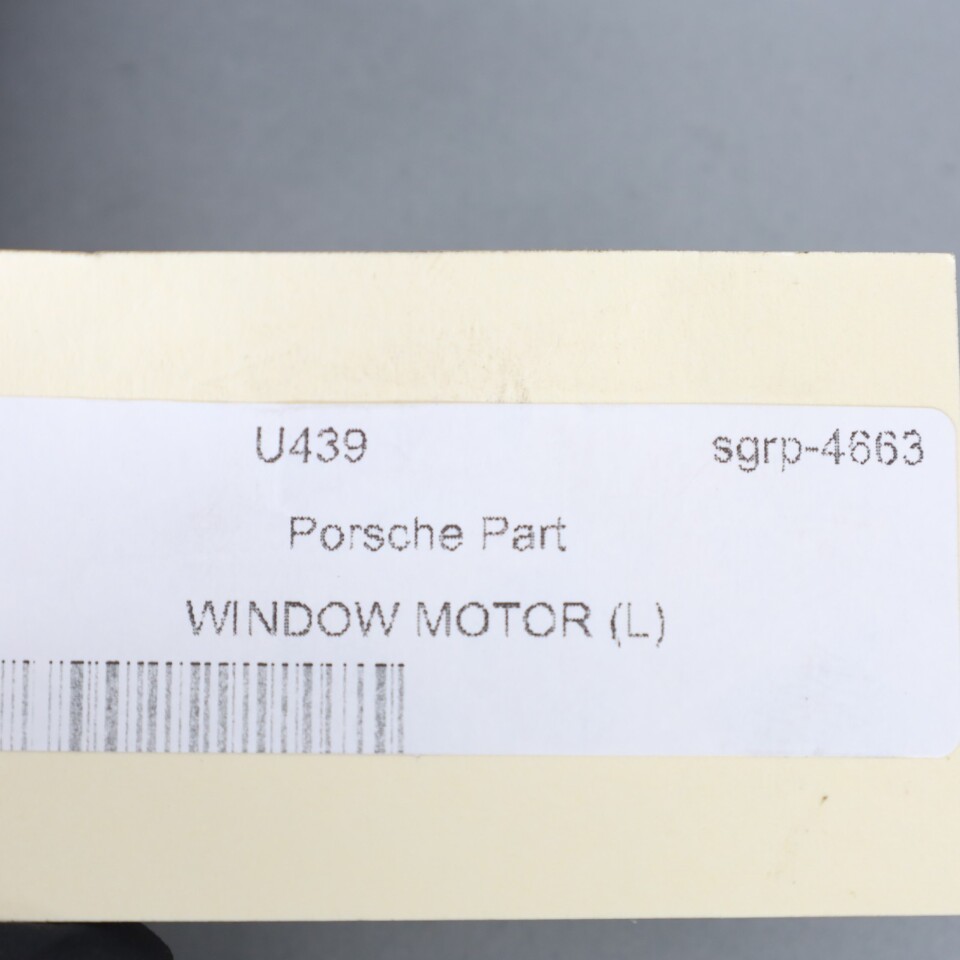 U439 sgrp-4663
Porsche Part
WINDOW MOTOR (L)